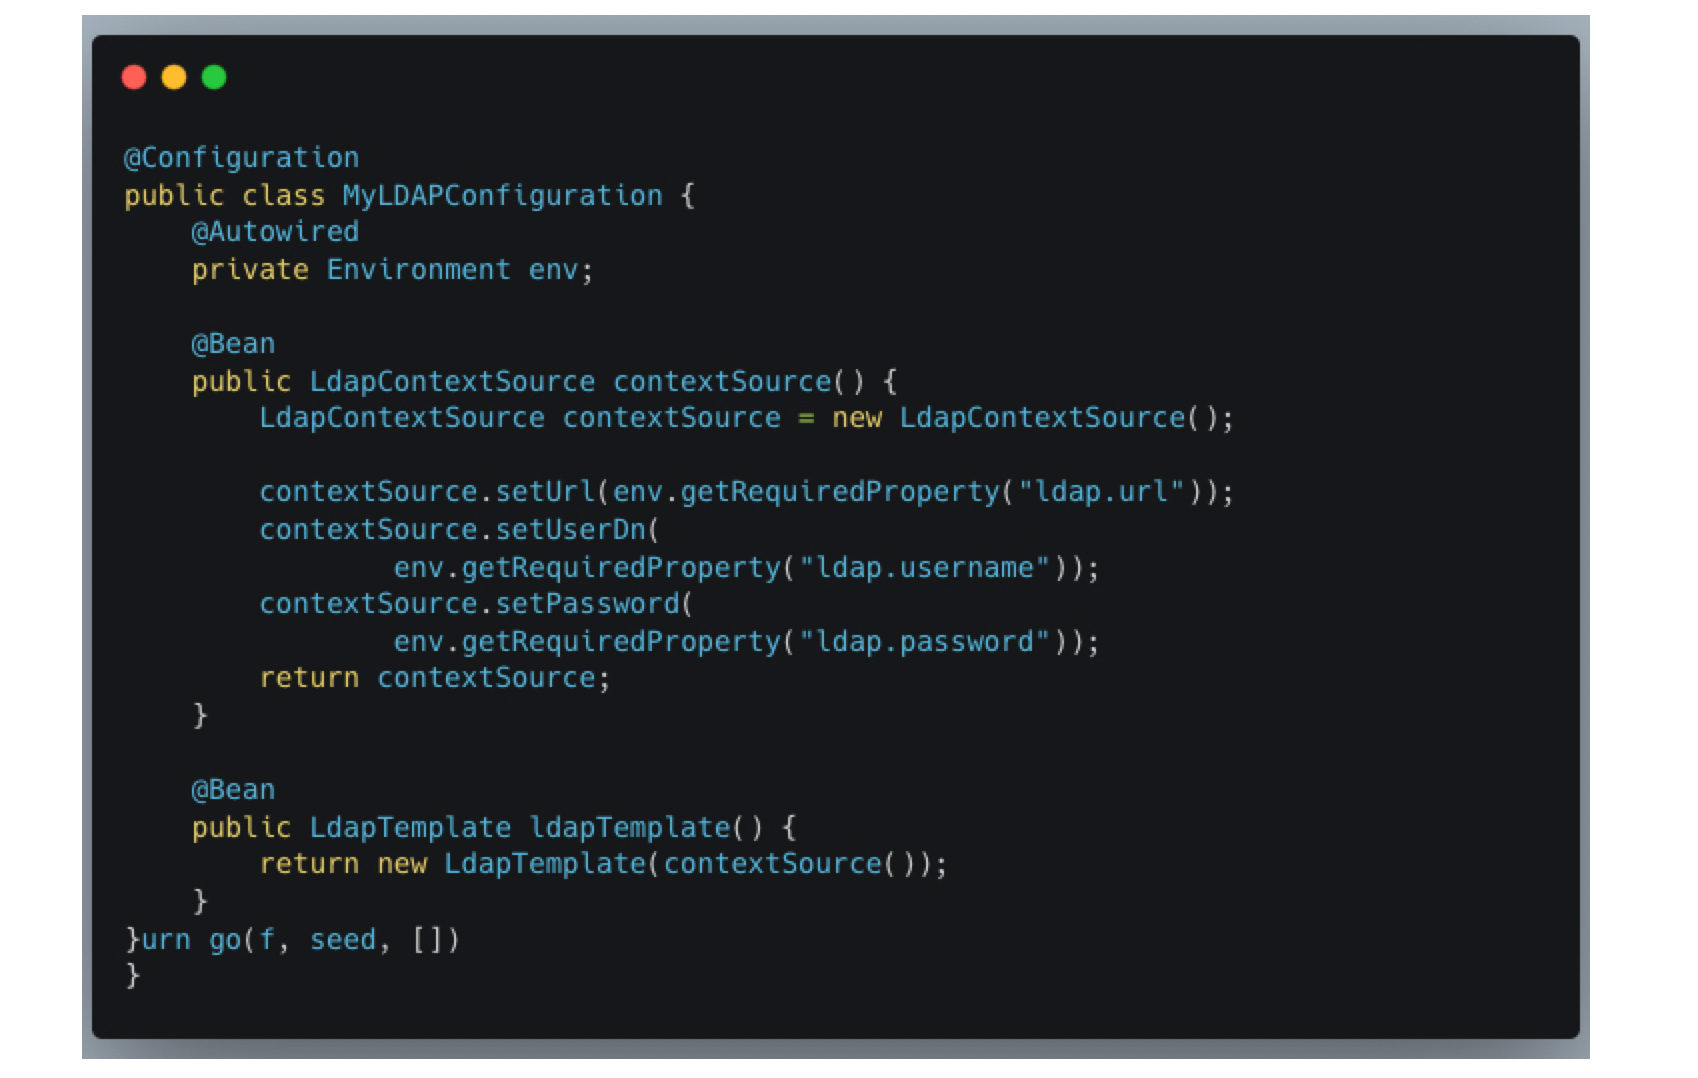 @Configuration
public class MyLDAPConfiguration {
    @Autowired
    private Environment env;

    @Bean
    public LdapContextSource contextSource() {
        LdapContextSource contextSource = new LdapContextSource();

        contextSource.setUrl(env.getRequiredProperty("ldap.url"));
        contextSource.setUserDn(
                env.getRequiredProperty("ldap.username"));
        contextSource.setPassword(
                env.getRequiredProperty("ldap.password"));
        return contextSource;
    }

    @Bean
    public LdapTemplate ldapTemplate() {
        return new LdapTemplate(contextSource());
    }
}urn go(f, seed, [])
}